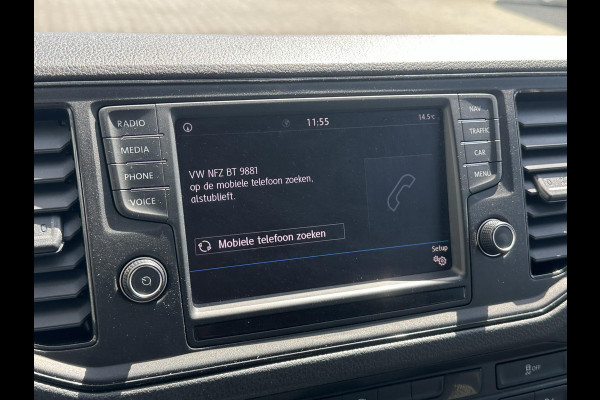 RADIO
MEDIA
PHONE
VOICE
11:55
14.5°C
VW NFZ BT 9881
op de mobiele telefoon zoeken,
alstublieft.
Mobiele telefoon zoeken
Setup
NAV
TRAFFIC
CAR
MENU
OFF